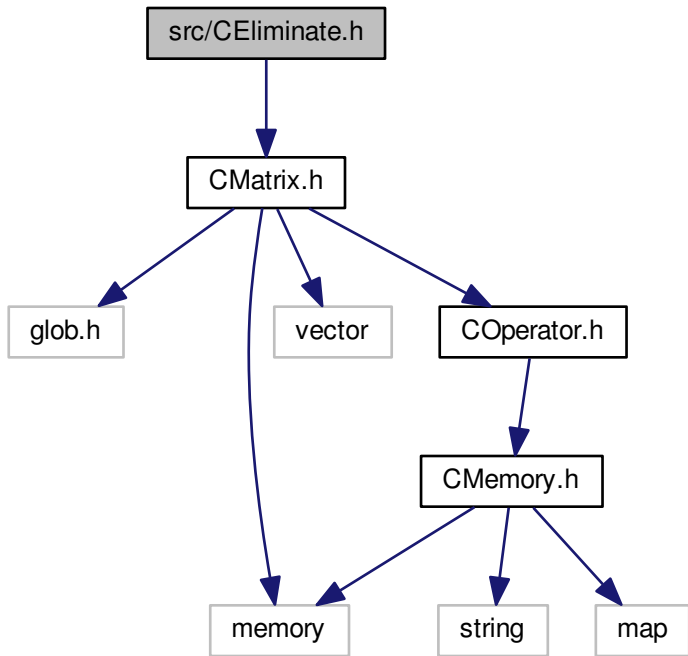 src/CEliminate.h
CMatrix.h
glob.h
vector
COperator.h
CMemory.h
memory
string
map